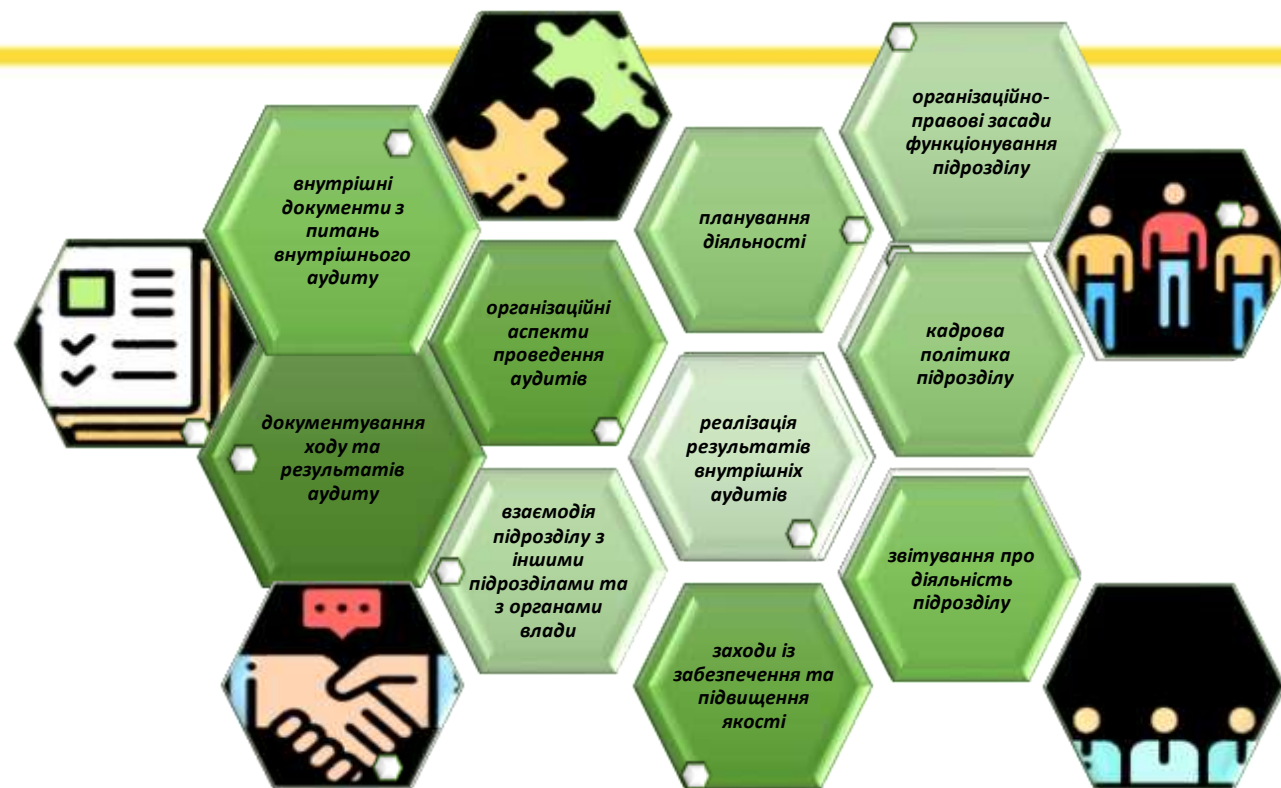 організаційно-
правові засади
функціонування
підрозділу
внутрішні
документи з
питань
внутрішнього
аудиту
планування
діяльності
організаційні
аспекти
проведення
аудитів
кадрова
політика
підрозділу
документування
ходу та
результатів
аудиту
реалізація
результатів
внутрішніх
аудитів
взаємодія
підрозділу з
іншими
підрозділами та
з органами
влади
звітування про
діяльність
підрозділу
заходи із
забезпечення та
підвищення
якості